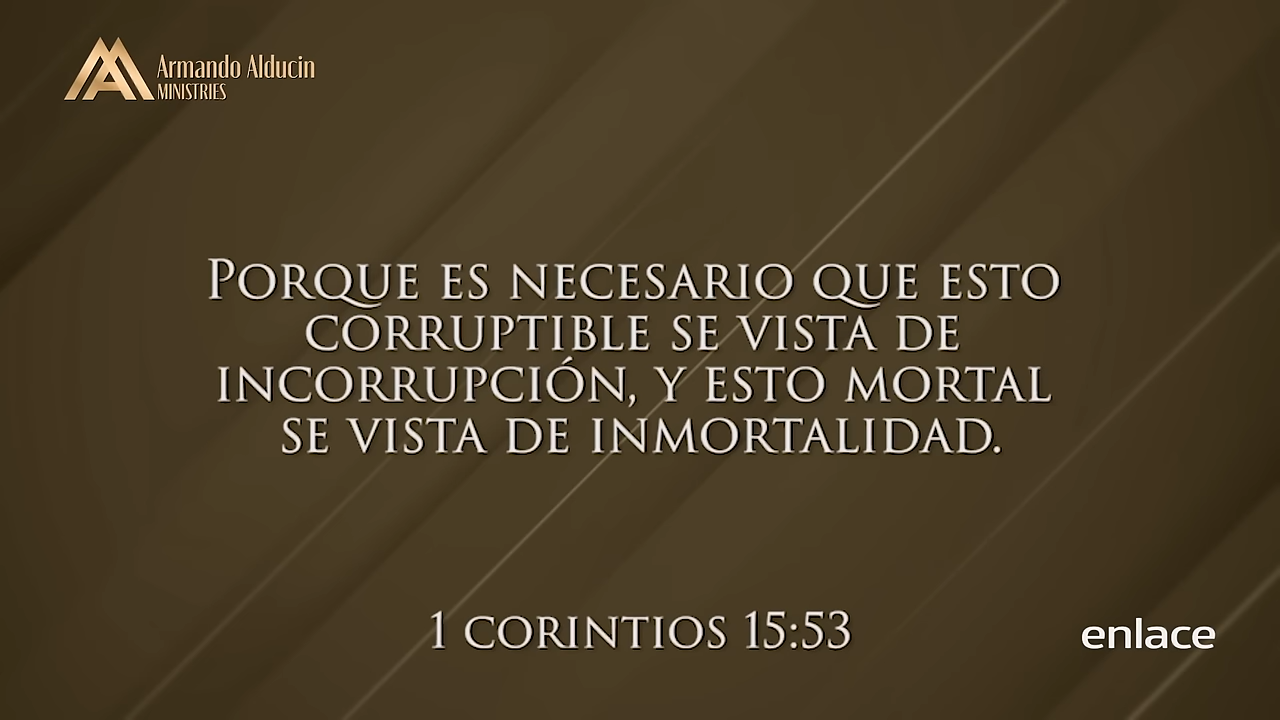 Armando Alducin
MINISTRIES
PORQUE ES NECESARIO QUE ESTO
CORRUPTIBLE SE VISTA DE
INCORRUPCIÓN, Y ESTO MORTAL
SE VISTA DE INMORTALIDAD.
1 CORINTIOS 15:53
enlace